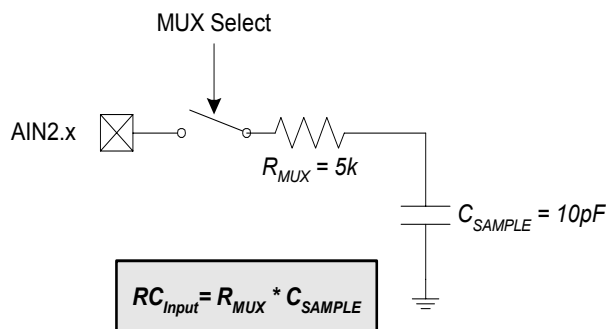 MUX Select
AIN2.x
R_MUX = 5k
C_SAMPLE = 10pF
RC_Input = R_MUX * C_SAMPLE